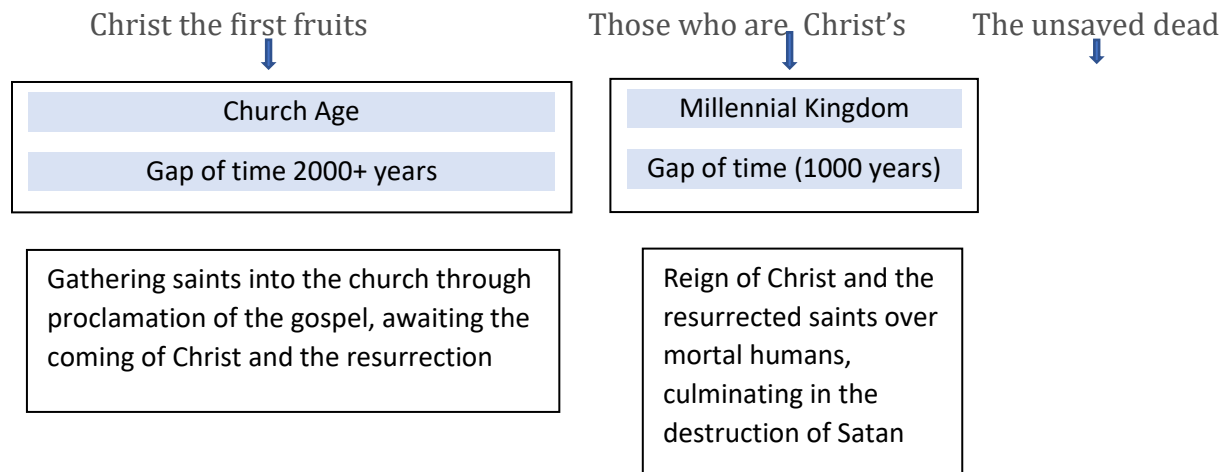 Christ the first fruits Those who are Christ’s The unsaved dead
Church Age
Gap of time 2000+ years
Millennial Kingdom
Gap of time (1000 years)
Gathering saints into the church through
proclamation of the gospel, awaiting the
coming of Christ and the resurrection
Reign of Christ and the
resurrected saints over
mortal humans,
culminating in the
destruction of Satan